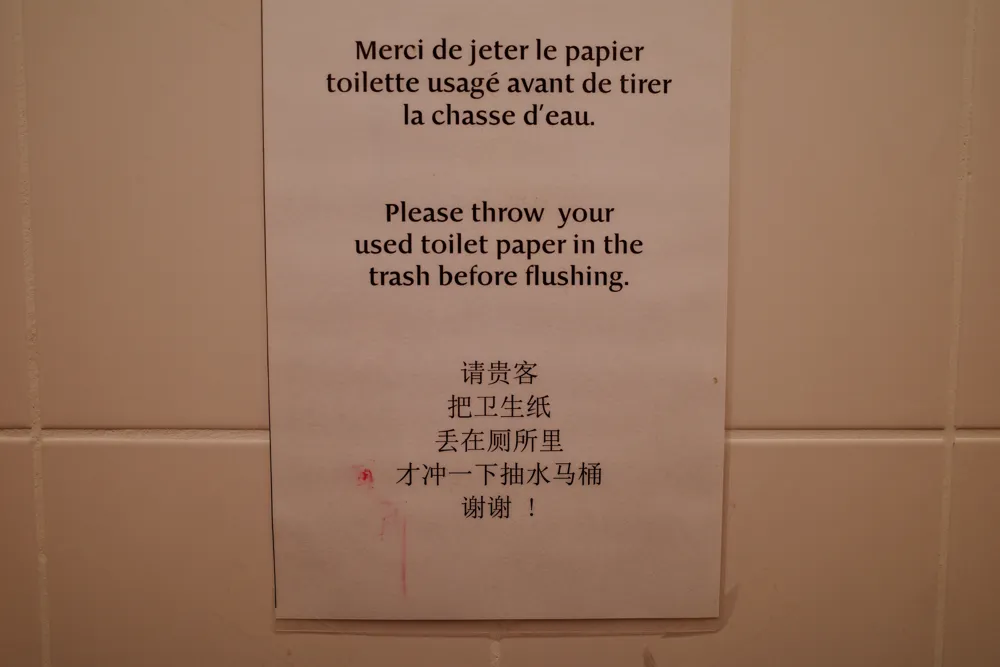 Merci de jeter le papier
toilette usagé avant de tirer
la chasse d'eau.
Please throw your
used toilet paper in the
trash before flushing.
请贵客
把卫生纸
丢在厕所里
才冲一下抽水马桶
谢谢！